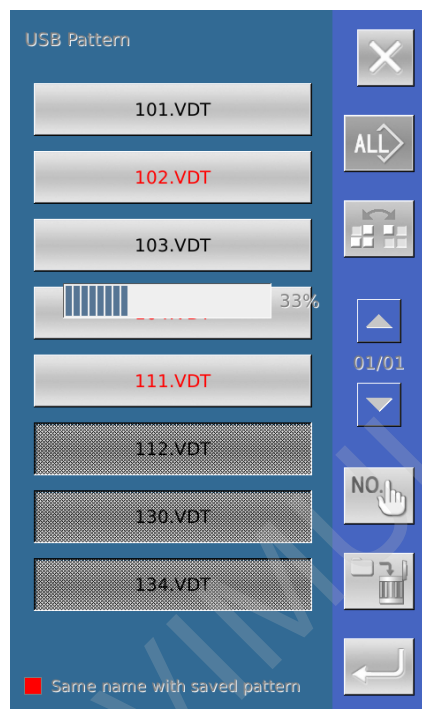 USB Pattern
101.VDT
ALL
102.VDT
103.VDT
33%
01/01
111.VDT
112.VDT
NO.
130.VDT
134.VDT
Same name with saved pattern